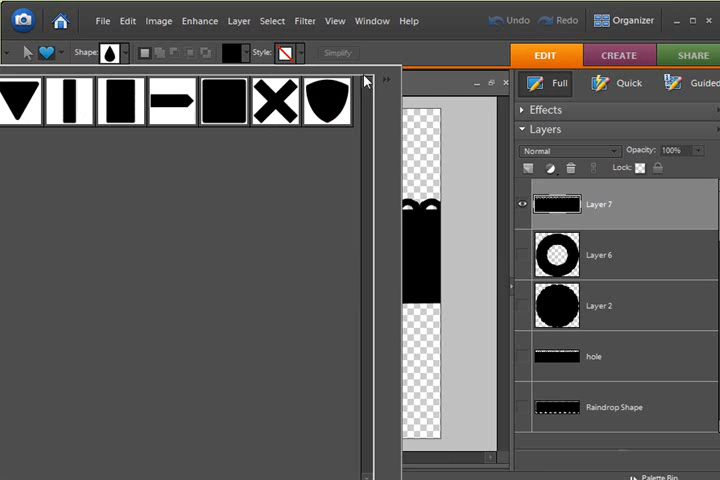 File Edit Image Enhance Layer Select Filter View Window Help Undo Redo Organizer
Shape: Style: Simplify EDIT CREATE SHARE
Full Quick Guided
Effects
Layers
Normal Opacity: 100%
Lock:
Layer 7
Layer 6
Layer 2
hole
Raindrop Shape
Palette Bin